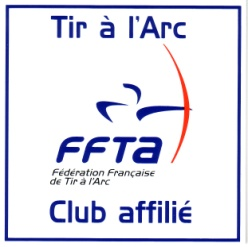 Tir à l'Arc
FFTA
Fédération Française
de Tir à l'Arc
Club affilié